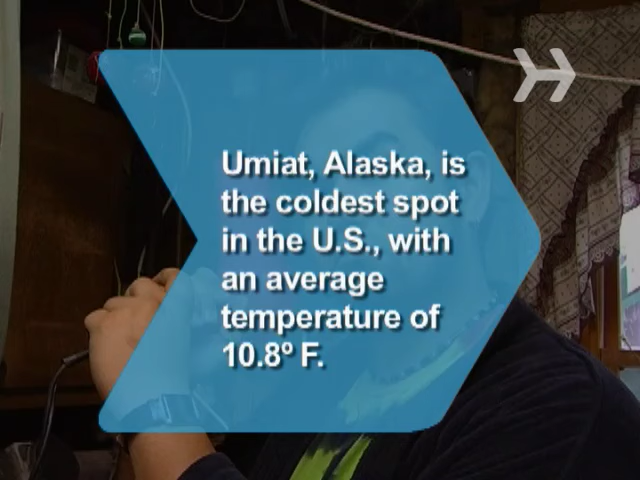 Umiat, Alaska, is
the coldest spot
in the U.S., with
an average
temperature of
10.8º F.